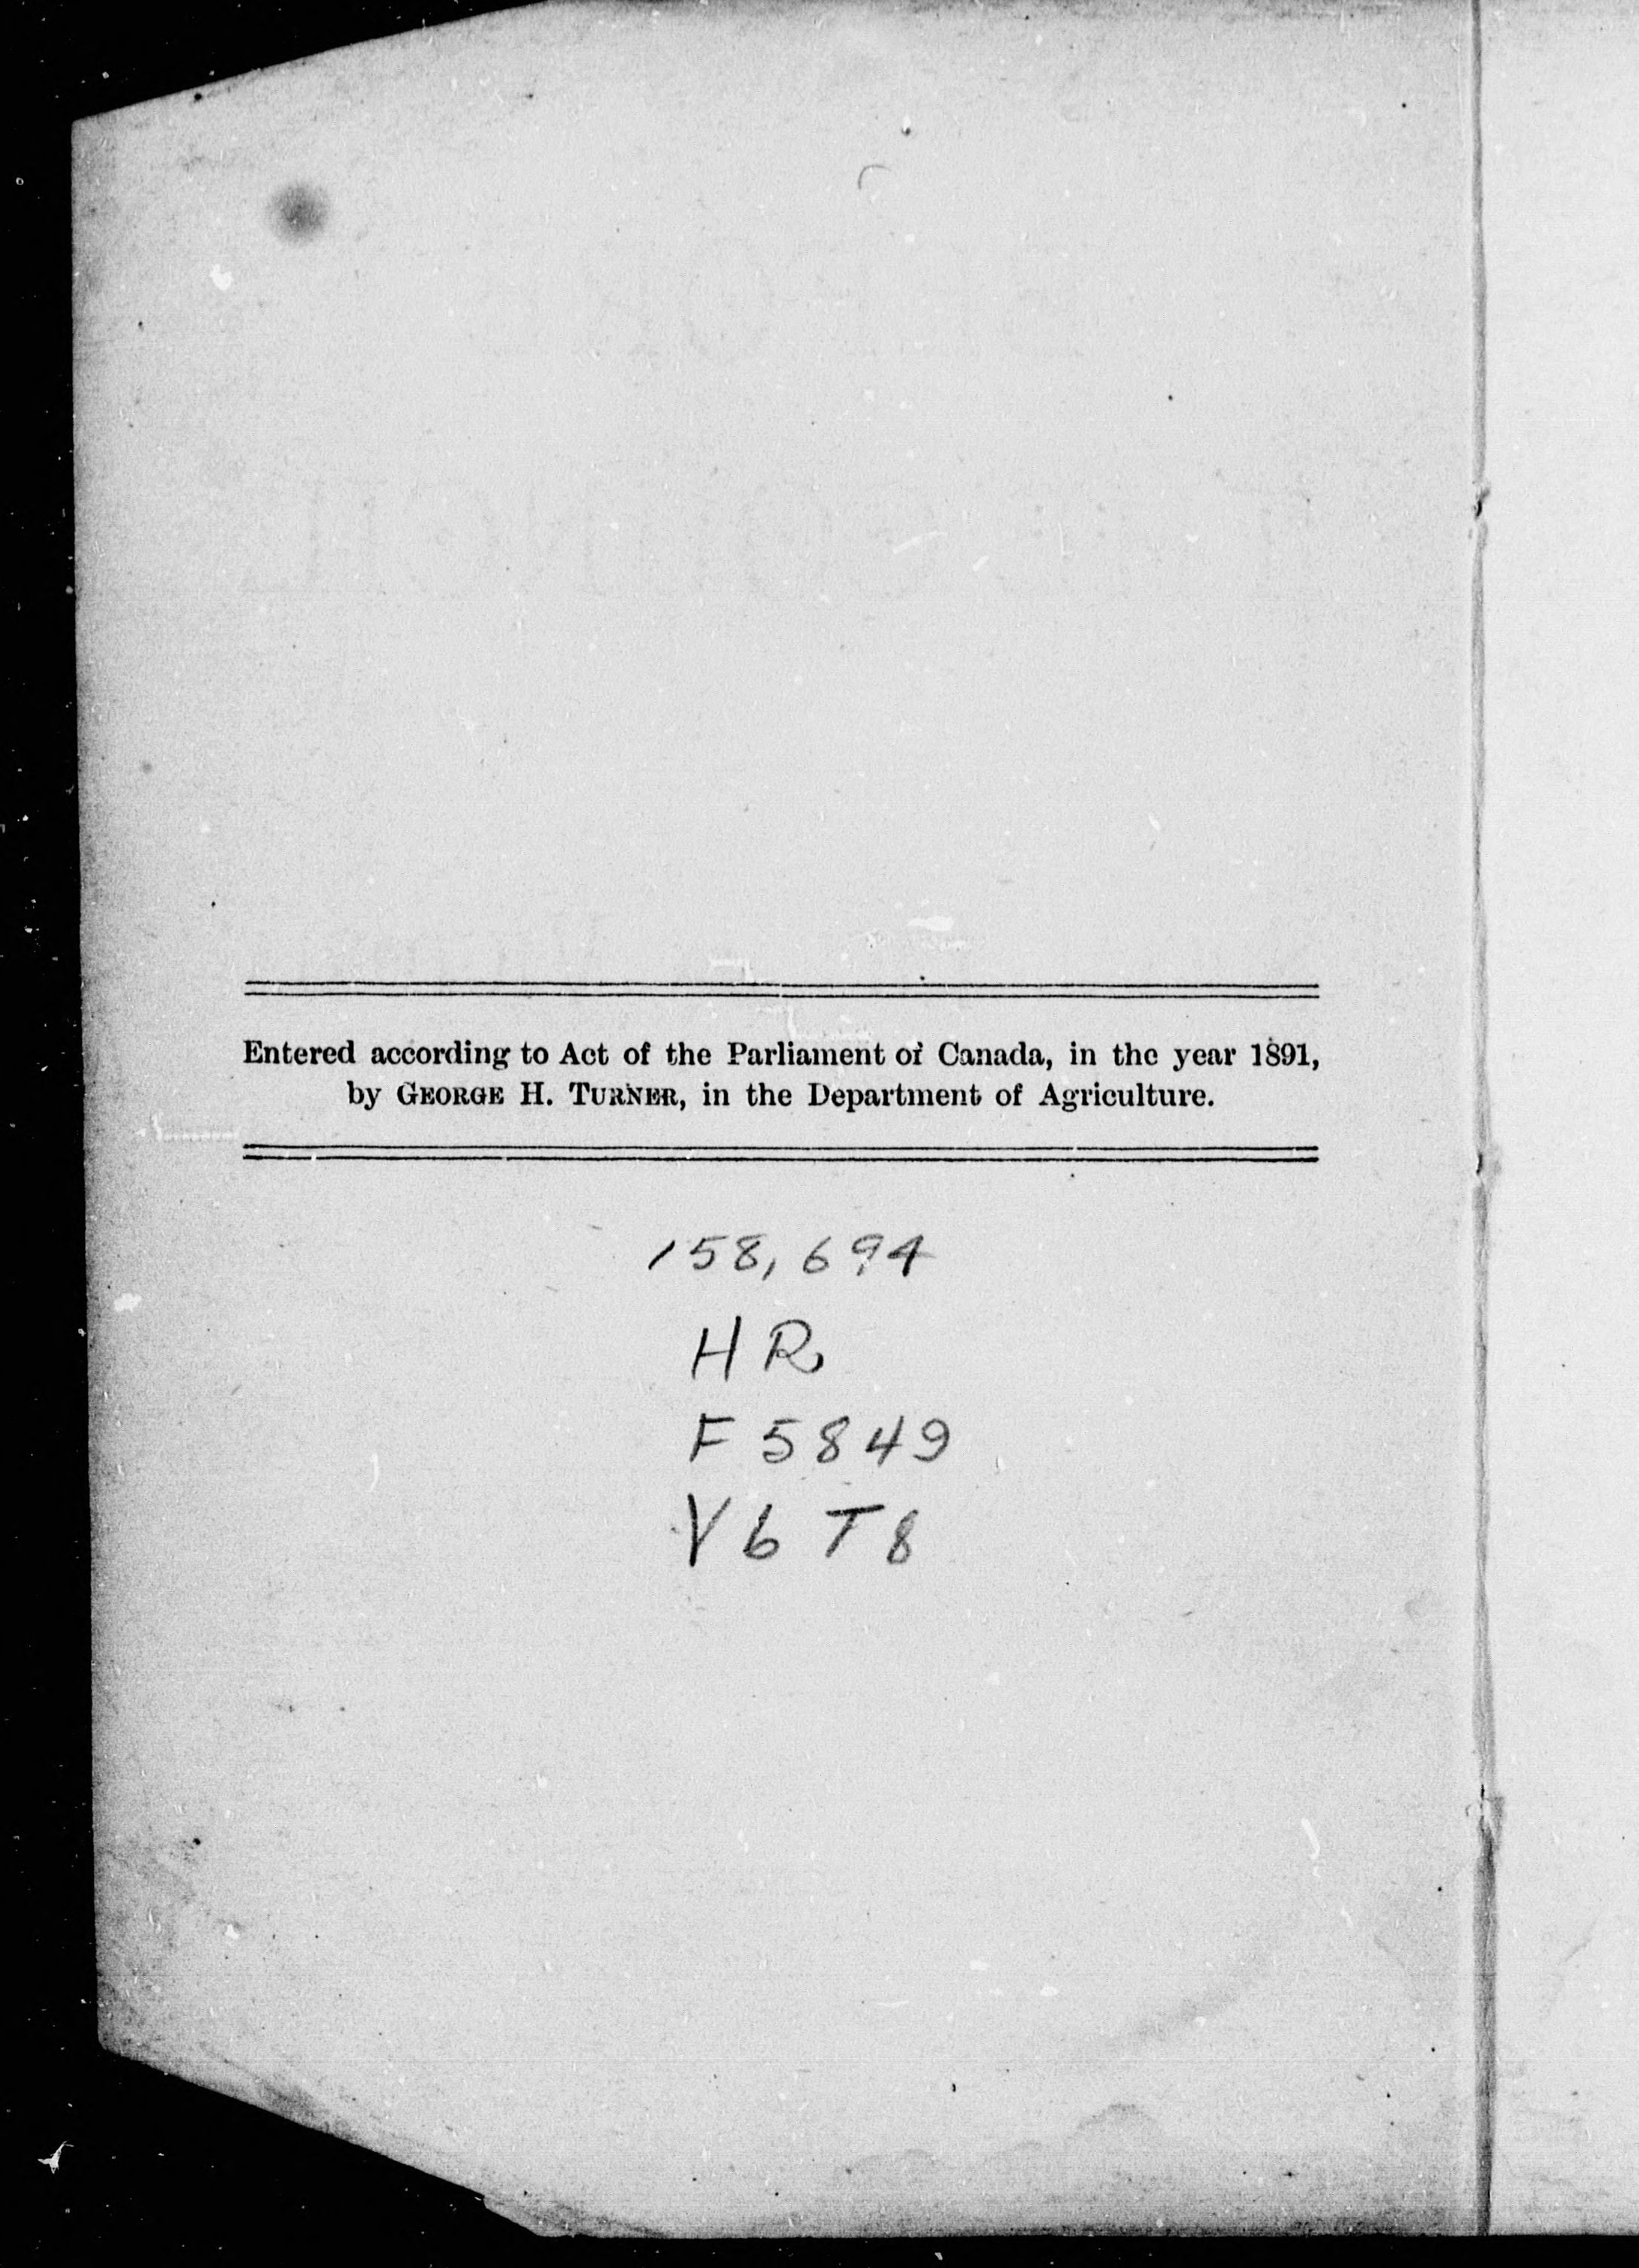 Entered according to Act of the Parliament of Canada, in the year 1891,
by GEORGE H. TURNER, in the Department of Agriculture.
158,694
HR
F5849
V6T8